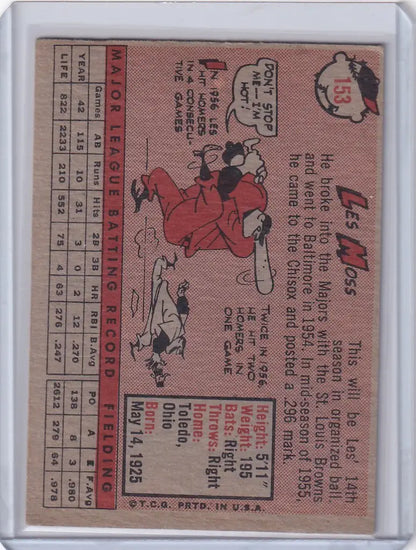 153
LES MOSS
This will be Les' 14th
season in organized ball.
He broke into the Majors with the St. Louis Browns
and went to Baltimore in 1954. In mid-season of 1955,
he came to the Chisox and posted a 296 mark.
DON'T STOP
ME—I'M
HOT!
IN 1956, LES
HIT HOMERS
IN 4 CONSECU-
TIVE GAMES
TWICE IN 1956,
HE HIT TWO
HOMERS IN
ONE GAME
Height: 5'11"
Weight: 195
Bats: Right
Throws: Right
Home:
Toledo,
Ohio
Born:
May 14, 1925
©T.C.G. PRTD. IN U.S.A.
MAJOR LEAGUE BATTING RECORD FIELDING
Games AB Runs Hits 2B 3B HR RBI B.Avg PO A E F.Avg
YEAR 42 115 10 31 3 0 2 12 .270 138 8 3 .980
LIFE 822 2233 210 552 75 4 63 276 .247 2612 279 64 .978